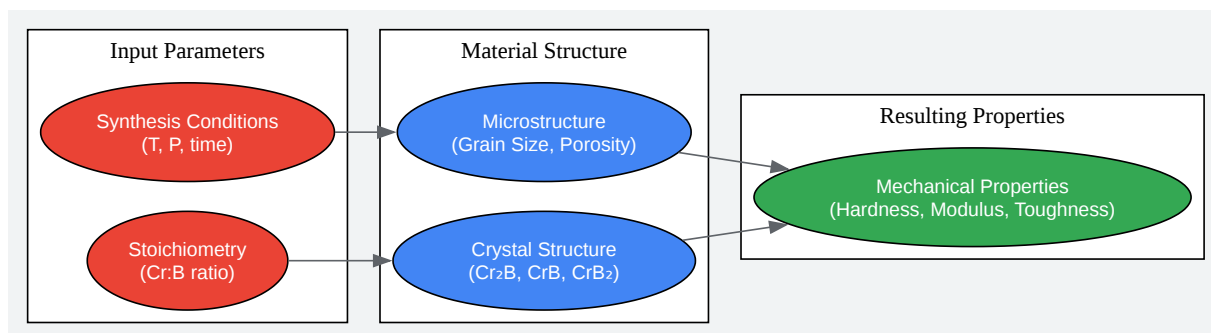 Input Parameters
Synthesis Conditions
(T, P, time)
Stoichiometry
(Cr:B ratio)
Material Structure
Microstructure
(Grain Size, Porosity)
Crystal Structure
(Cr₂B, CrB, CrB₂)
Resulting Properties
Mechanical Properties
(Hardness, Modulus, Toughness)